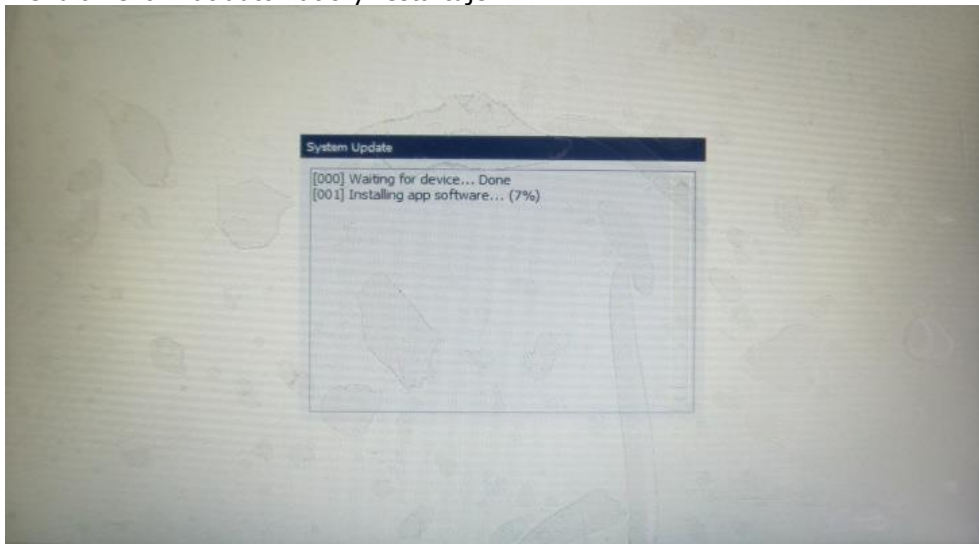 System Update
[000] Waiting for device... Done
[001] Installing app software... (7%)